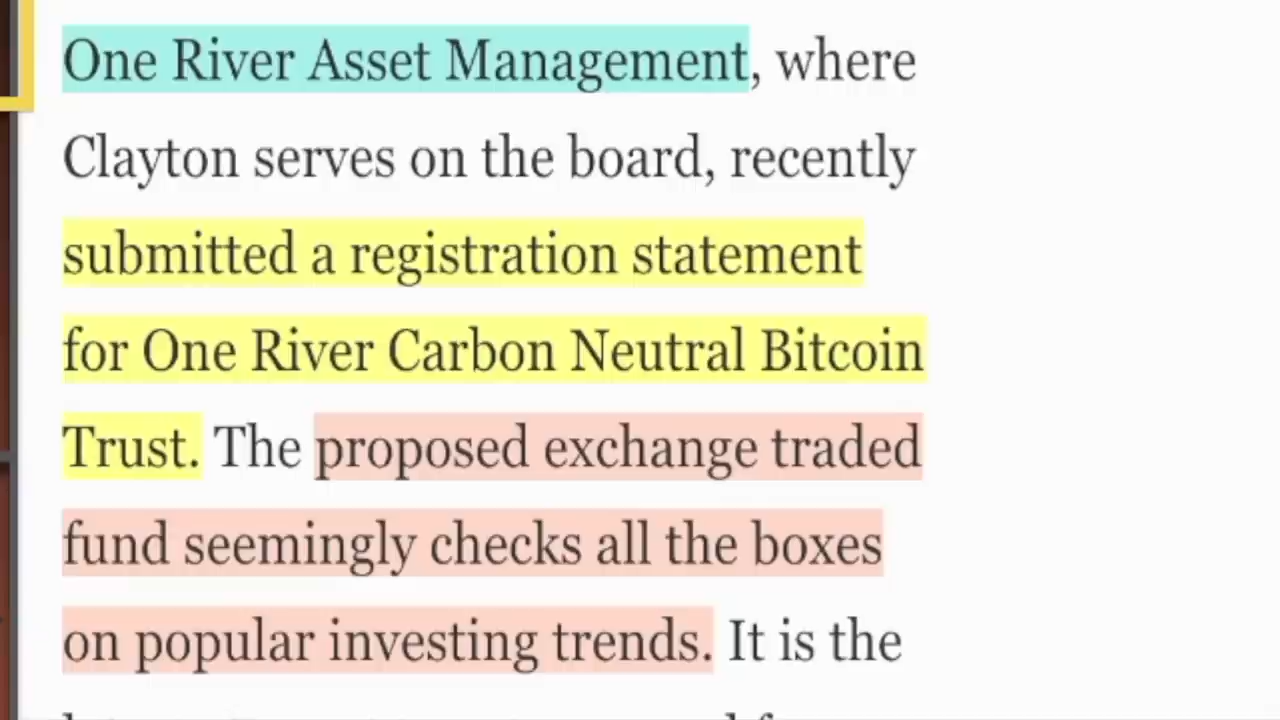 One River Asset Management, where
Clayton serves on the board, recently
submitted a registration statement
for One River Carbon Neutral Bitcoin
Trust. The proposed exchange traded
fund seemingly checks all the boxes
on popular investing trends. It is the